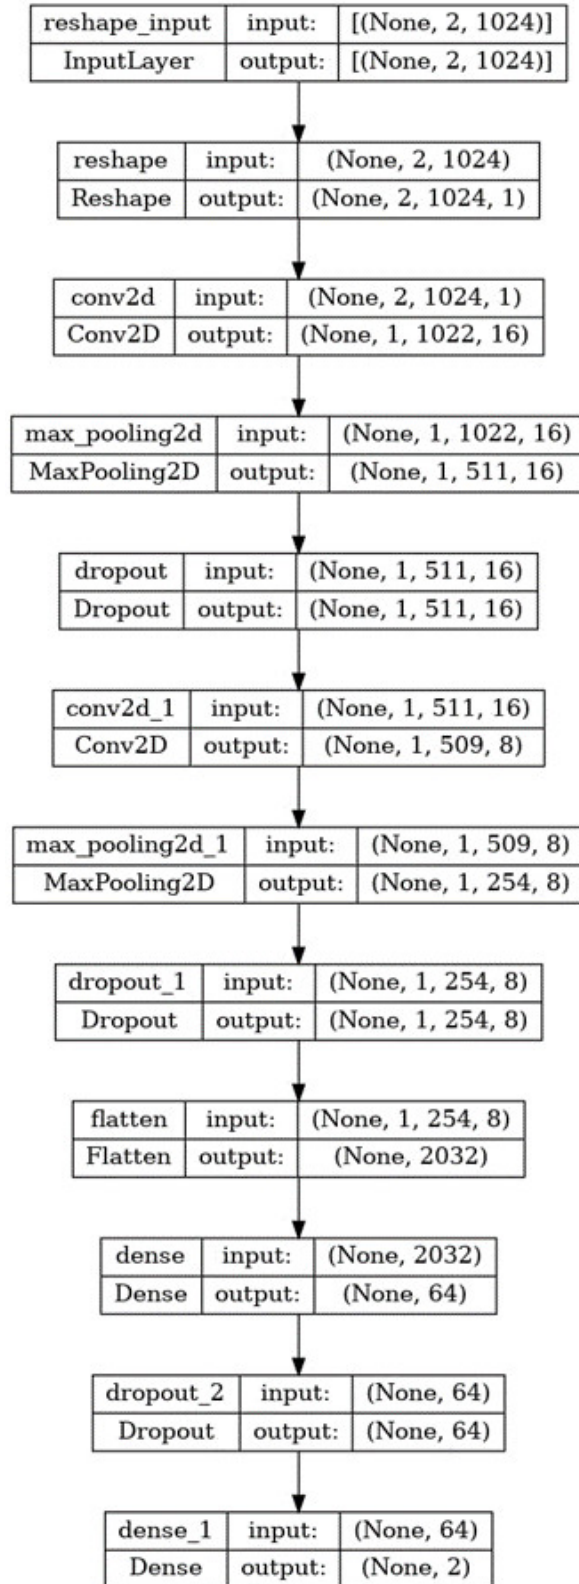 reshape_input input: [(None, 2, 1024)]
InputLayer output: [(None, 2, 1024)]
reshape input: (None, 2, 1024)
Reshape output: (None, 2, 1024, 1)
conv2d input: (None, 2, 1024, 1)
Conv2D output: (None, 1, 1022, 16)
max_pooling2d input: (None, 1, 1022, 16)
MaxPooling2D output: (None, 1, 511, 16)
dropout input: (None, 1, 511, 16)
Dropout output: (None, 1, 511, 16)
conv2d_1 input: (None, 1, 511, 16)
Conv2D output: (None, 1, 509, 8)
max_pooling2d_1 input: (None, 1, 509, 8)
MaxPooling2D output: (None, 1, 254, 8)
dropout_1 input: (None, 1, 254, 8)
Dropout output: (None, 1, 254, 8)
flatten input: (None, 1, 254, 8)
Flatten output: (None, 2032)
dense input: (None, 2032)
Dense output: (None, 64)
dropout_2 input: (None, 64)
Dropout output: (None, 64)
dense_1 input: (None, 64)
Dense output: (None, 2)